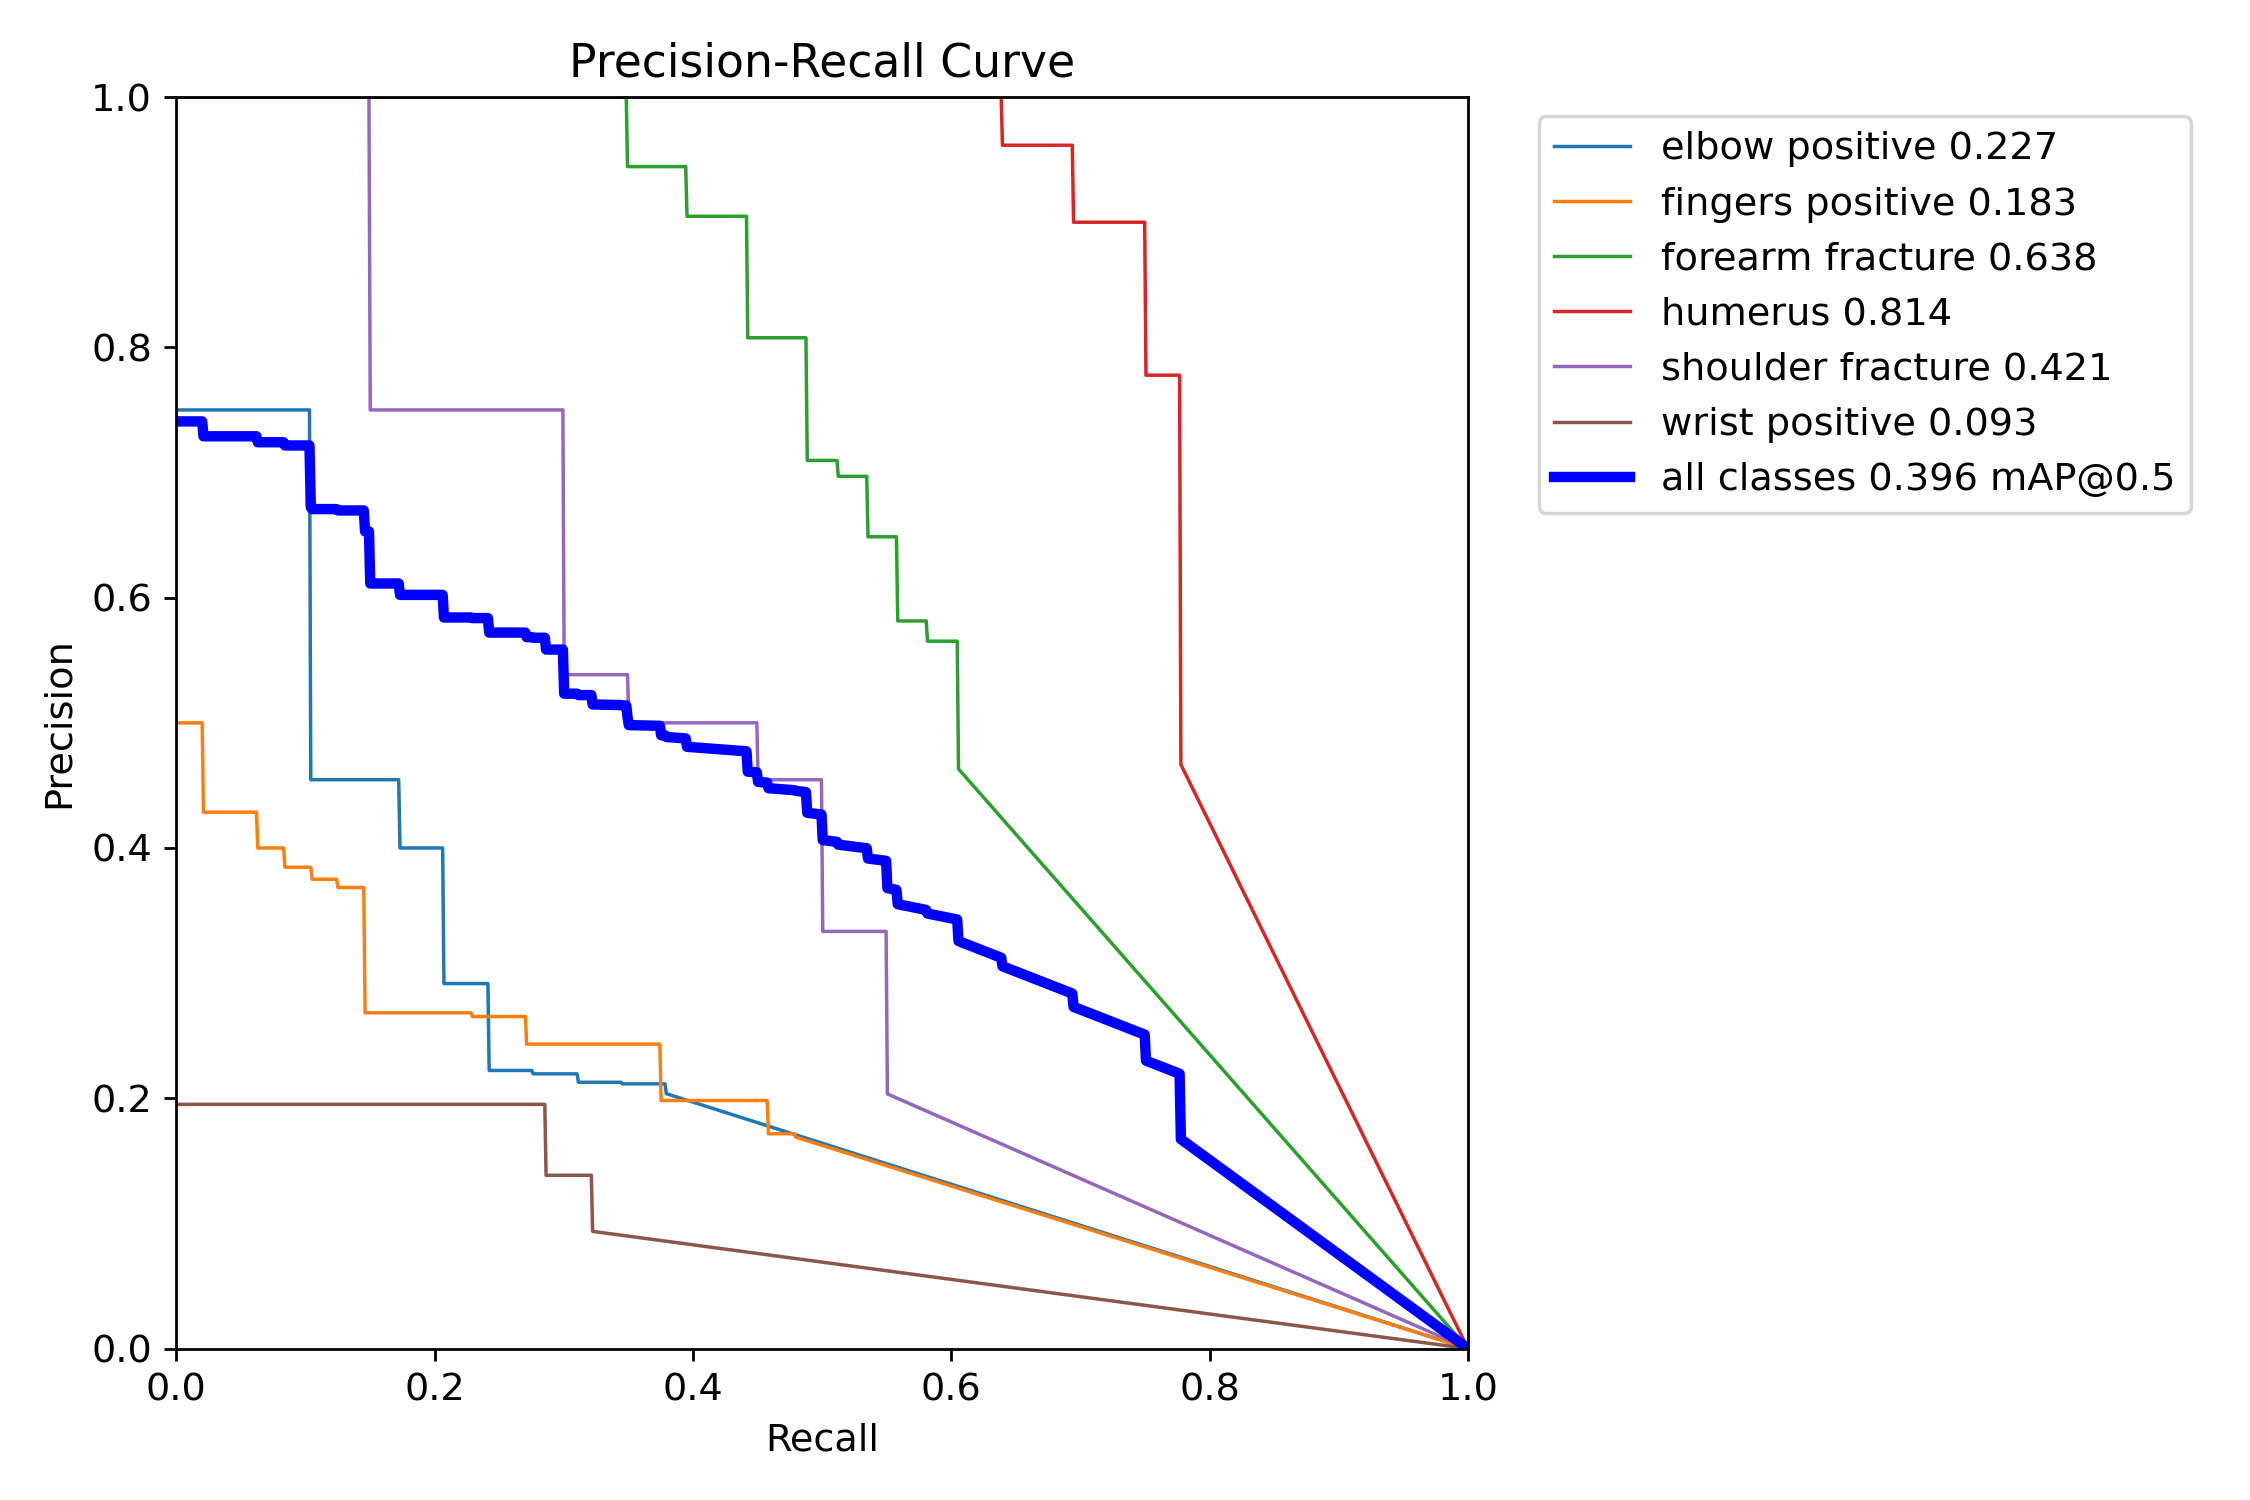 Precision-Recall Curve
1.0
0.8
0.6
0.4
0.2
0.0
Precision
0.0 0.2 0.4 0.6 0.8 1.0
Recall
elbow positive 0.227
fingers positive 0.183
forearm fracture 0.638
humerus 0.814
shoulder fracture 0.421
wrist positive 0.093
all classes 0.396 mAP@0.5